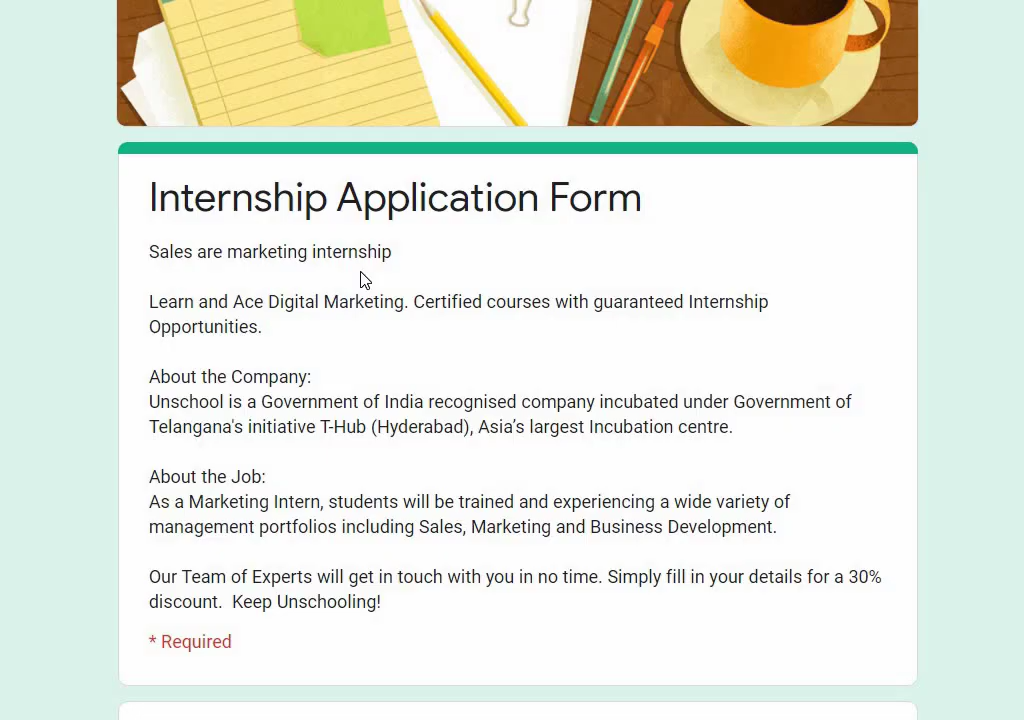 Internship Application Form
Sales are marketing internship
Learn and Ace Digital Marketing. Certified courses with guaranteed Internship
Opportunities.
About the Company:
Unschool is a Government of India recognised company incubated under Government of
Telangana's initiative T-Hub (Hyderabad), Asia’s largest Incubation centre.
About the Job:
As a Marketing Intern, students will be trained and experiencing a wide variety of
management portfolios including Sales, Marketing and Business Development.
Our Team of Experts will get in touch with you in no time. Simply fill in your details for a 30%
discount.  Keep Unschooling!
* Required